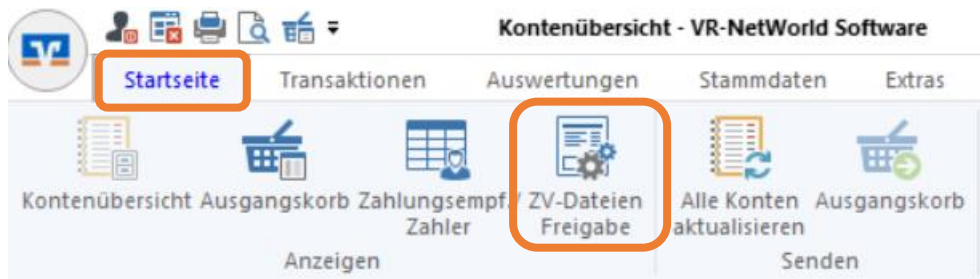 Kontenübersicht - VR-NetWorld Software
Startseite Transaktionen Auswertungen Stammdaten Extras
Kontenübersicht Ausgangskorb Zahlungsempf./ ZV-Dateien Alle Konten Ausgangskorb
Zahler Freigabe aktualisieren
Anzeigen Senden